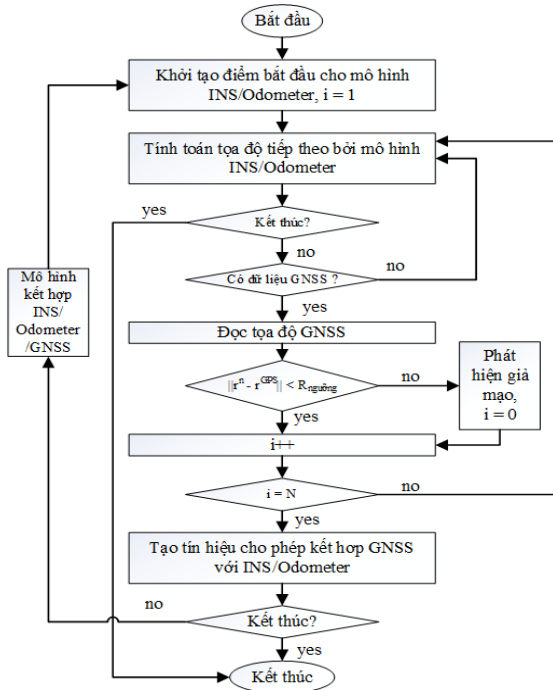 Bắt đầu
Khởi tạo điểm bắt đầu cho mô hình
INS/Odometer, i = 1
Tính toán tọa độ tiếp theo bởi mô hình
INS/Odometer
yes
Kết thúc?
no
Có dữ liệu GNSS ?
no
yes
Mô hình
kết hợp
INS/
Odometer
/GNSS
Đọc tọa độ GNSS
||rⁿ - rᴳᴾˢ|| < Rngưỡng
no
Phát
hiện giả
mạo,
i = 0
yes
i++
i = N
no
yes
Tạo tín hiệu cho phép kết hợp GNSS
với INS/Odometer
no
Kết thúc?
yes
Kết thúc